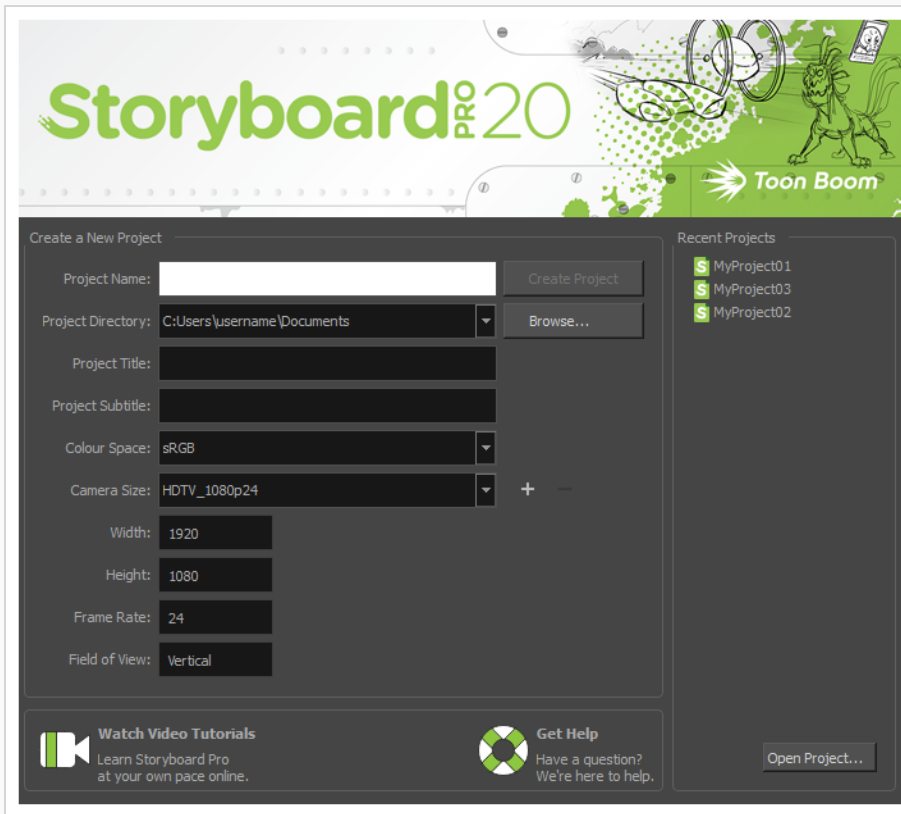 Storyboard PRO 20
Toon Boom
Create a New Project
Project Name:
Create Project
Project Directory: C:Users\username\Documents
Browse...
Project Title:
Project Subtitle:
Colour Space: sRGB
Camera Size: HDTV_1080p24
+ −
Width: 1920
Height: 1080
Frame Rate: 24
Field of View: Vertical
Recent Projects
S MyProject01
S MyProject03
S MyProject02
Watch Video Tutorials
Learn Storyboard Pro
at your own pace online.
Get Help
Have a question?
We're here to help.
Open Project...